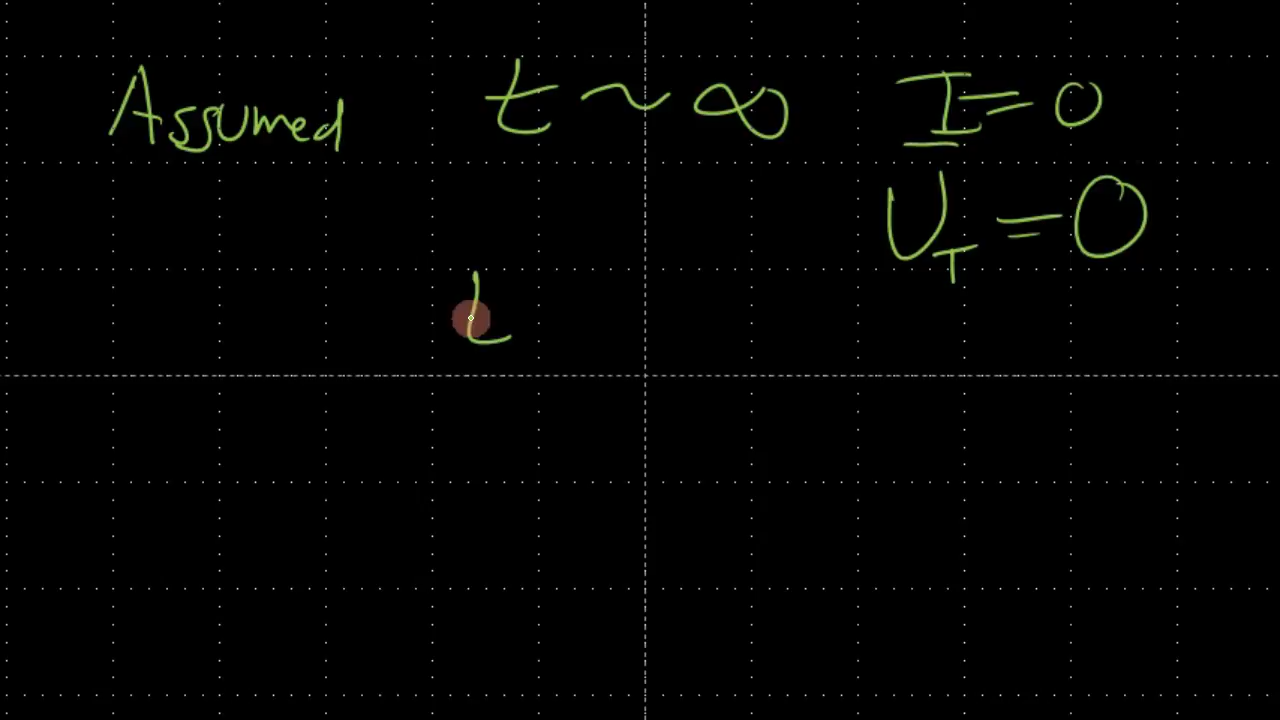 Assumed t ~ ∞ I = 0
U_T = 0
t